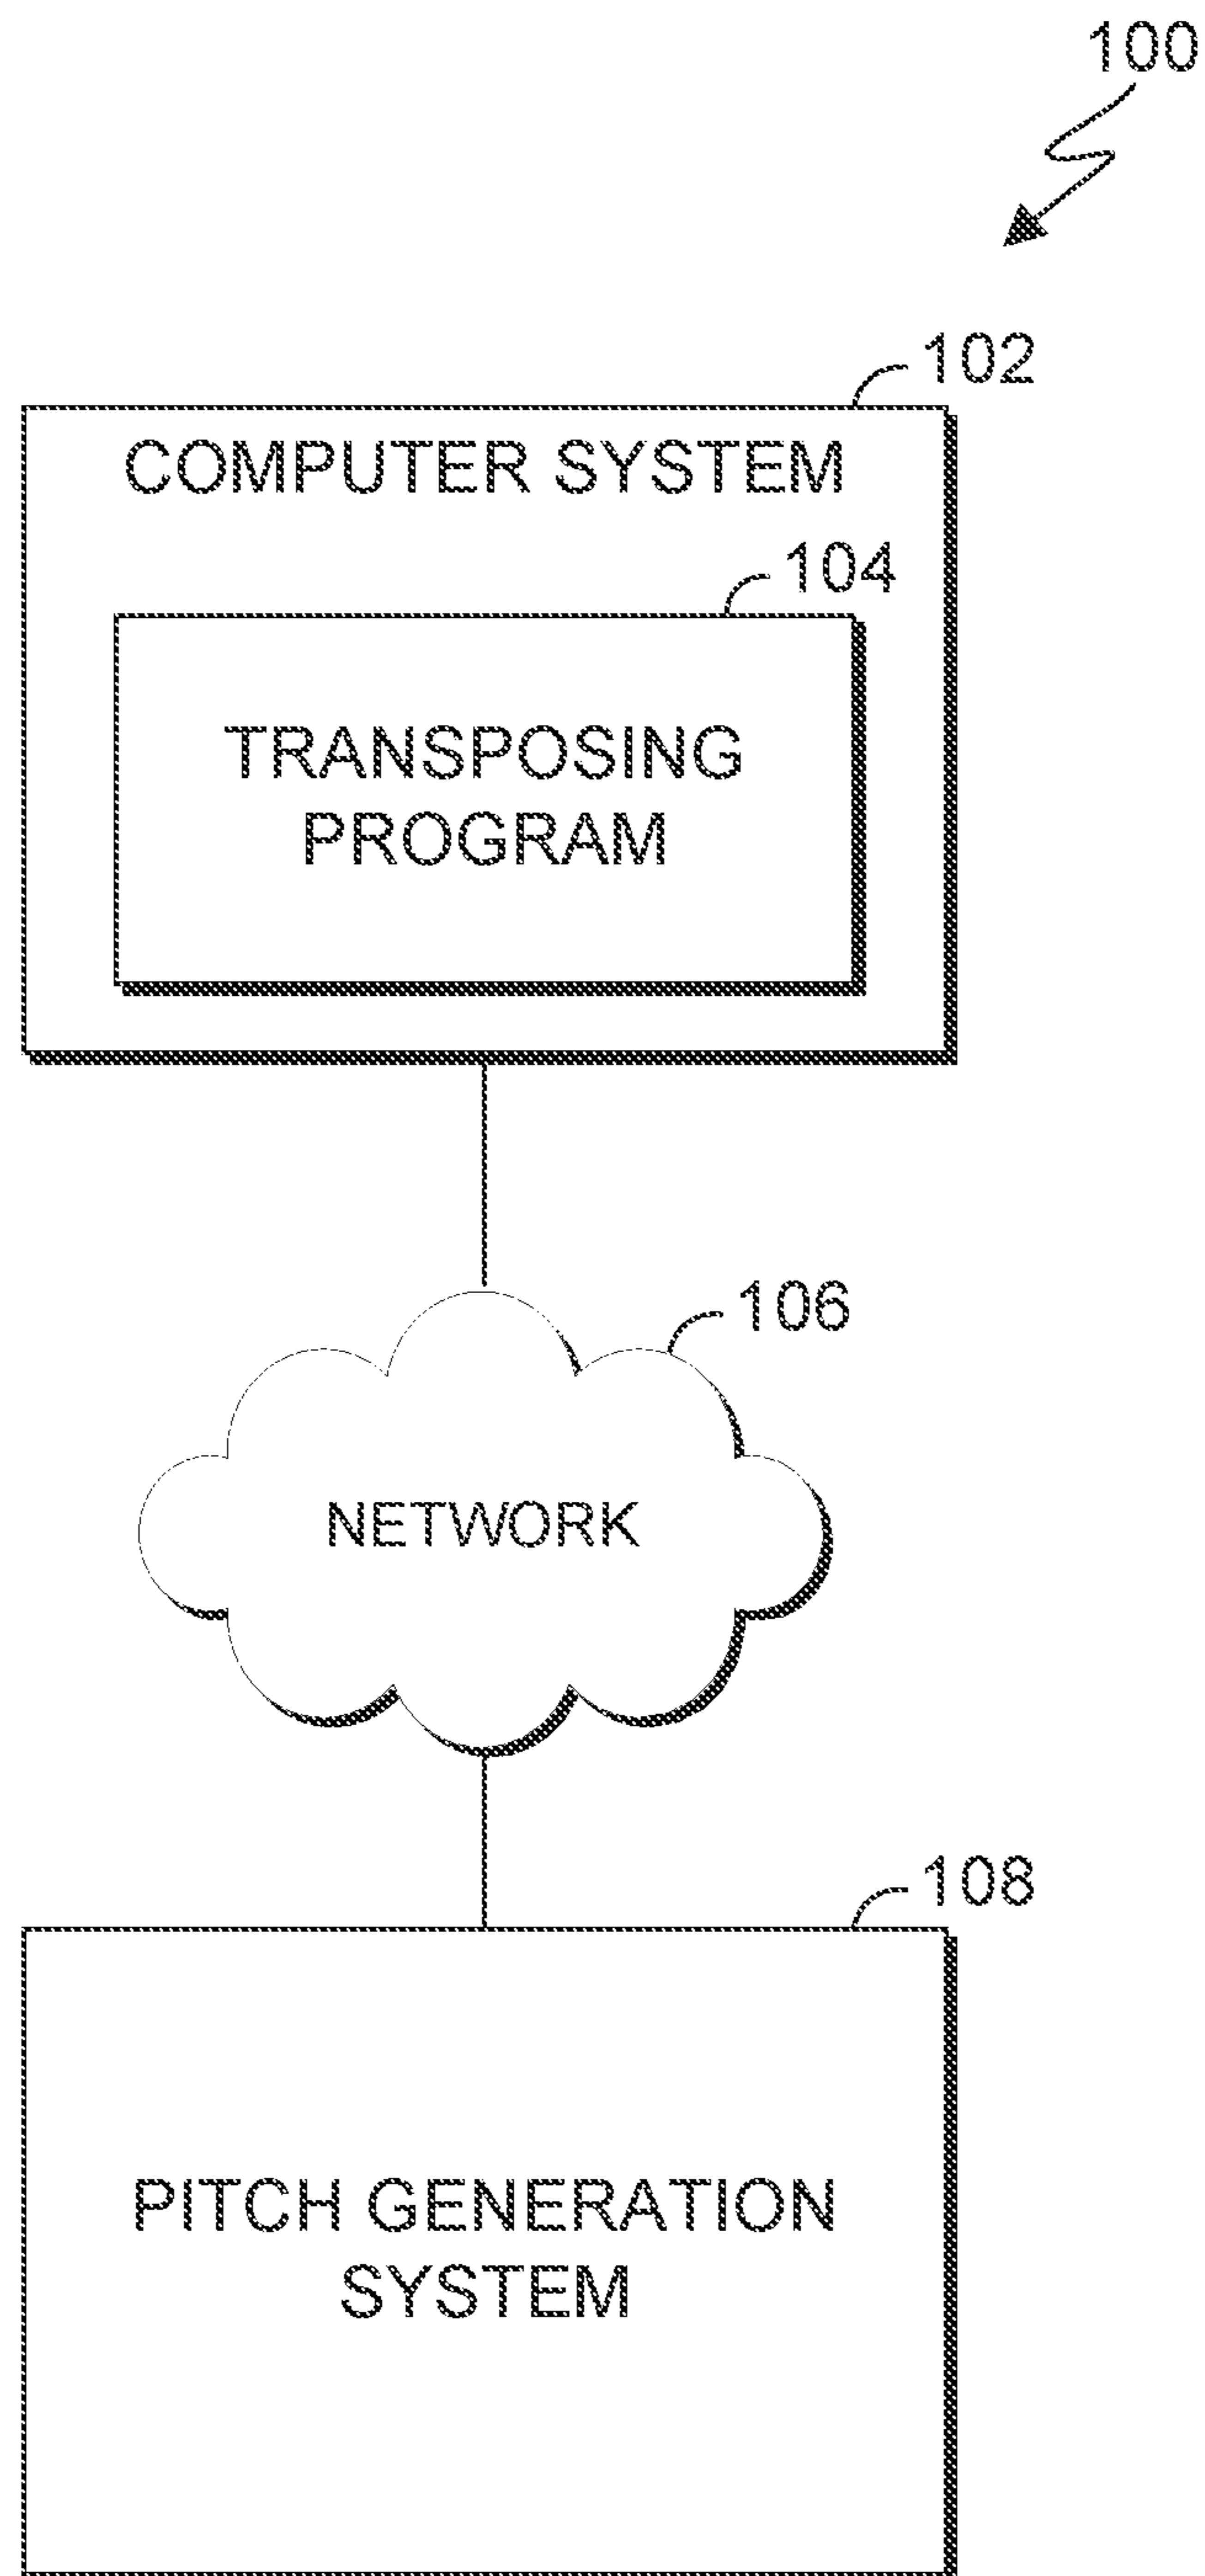 100
102
COMPUTER SYSTEM
104
TRANSPOSING
PROGRAM
106
NETWORK
108
PITCH GENERATION
SYSTEM